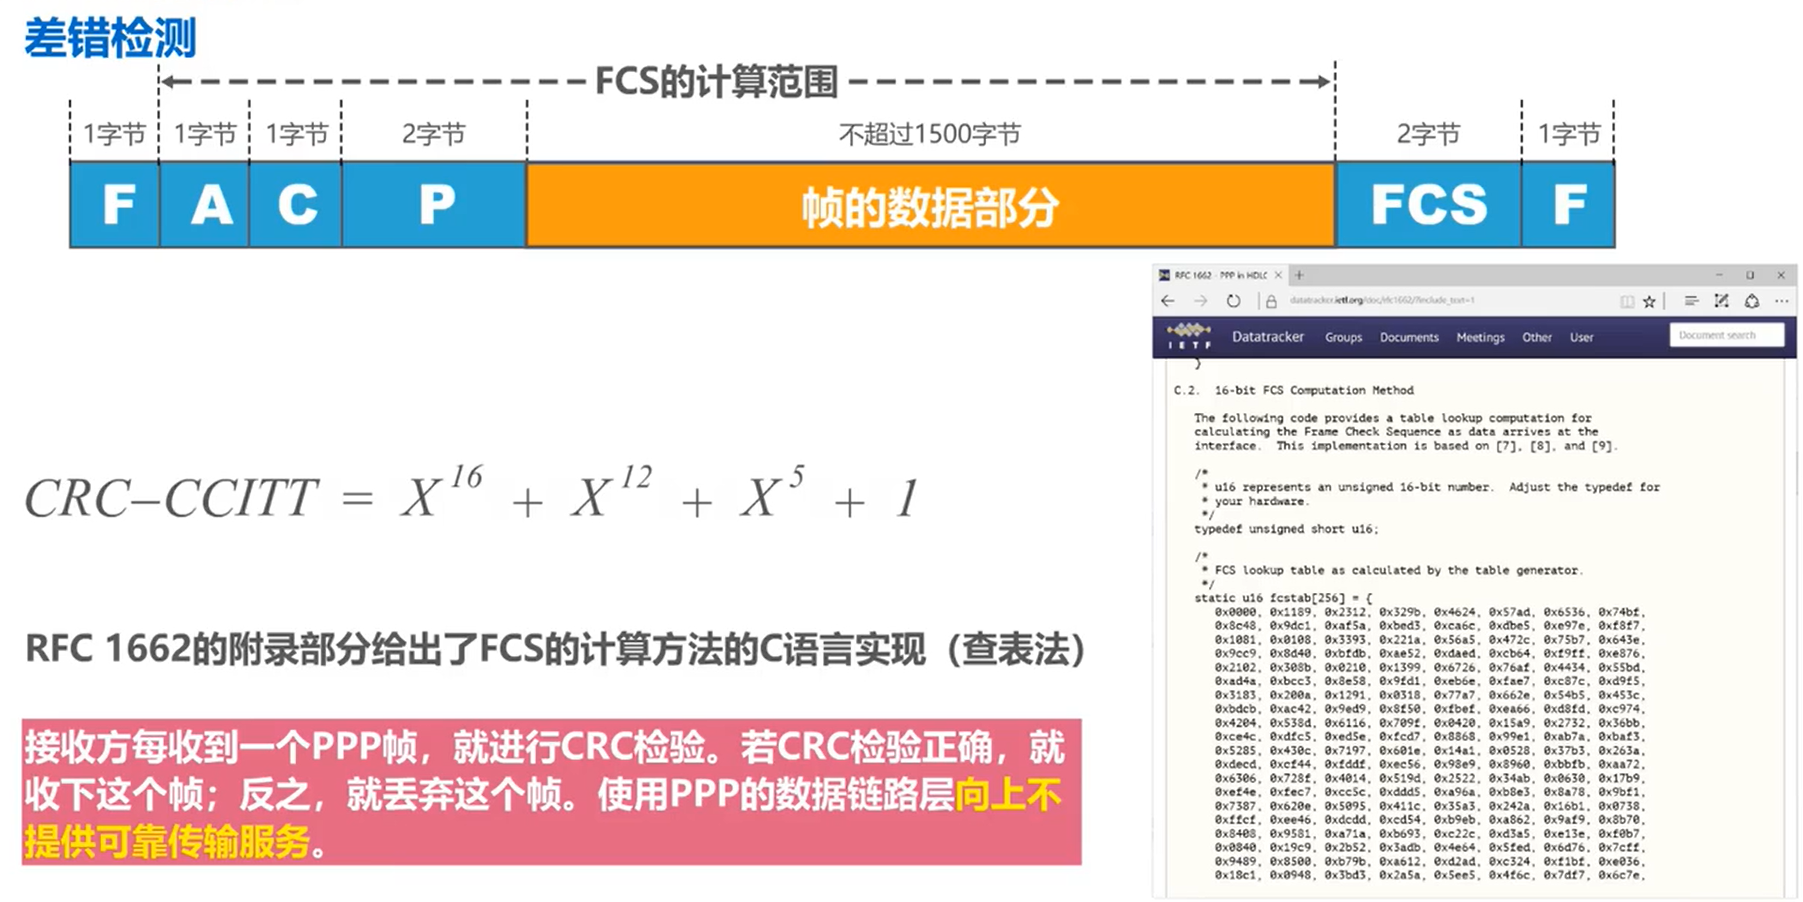 差错检测
FCS的计算范围
1字节 1字节 1字节 2字节 不超过1500字节 2字节 1字节
F A C P 帧的数据部分 FCS F
CRC–CCITT = X^16 + X^12 + X^5 + 1
RFC 1662的附录部分给出了FCS的计算方法的C语言实现（查表法）
接收方每收到一个PPP帧，就进行CRC检验。若CRC检验正确，就
收下这个帧；反之，就丢弃这个帧。使用PPP的数据链路层向上不
提供可靠传输服务。
RFC 1662 - PPP in HDLC
datatracker.ietf.org/doc/rfc1662/?include_text=1
IETF Datatracker Groups Documents Meetings Other User Document search
}
C.2. 16-bit FCS Computation Method
The following code provides a table lookup computation for
calculating the Frame Check Sequence as data arrives at the
interface. This implementation is based on [7], [8], and [9].
/*
* u16 represents an unsigned 16-bit number. Adjust the typedef for
* your hardware.
*/
typedef unsigned short u16;
/*
* FCS lookup table as calculated by the table generator.
*/
static u16 fcstab[256] = {
0x0000, 0x1189, 0x2312, 0x329b, 0x4624, 0x57ad, 0x6536, 0x74bf,
0x8c48, 0x9dc1, 0xaf5a, 0xbed3, 0xca6c, 0xdbe5, 0xe97e, 0xf8f7,
0x1081, 0x0108, 0x3393, 0x221a, 0x56a5, 0x472c, 0x75b7, 0x643e,
0x9cc9, 0x8d40, 0xbfdb, 0xae52, 0xdaed, 0xcb64, 0xf9ff, 0xe876,
0x2102, 0x308b, 0x0210, 0x1399, 0x6726, 0x76af, 0x4434, 0x55bd,
0xad4a, 0xbcc3, 0x8e58, 0x9fd1, 0xeb6e, 0xfae7, 0xc87c, 0xd9f5,
0x3183, 0x200a, 0x1291, 0x0318, 0x77a7, 0x662e, 0x54b5, 0x453c,
0xbdcb, 0xac42, 0x9ed9, 0x8f50, 0xfbef, 0xea66, 0xd8fd, 0xc974,
0x4204, 0x538d, 0x6116, 0x709f, 0x0420, 0x15a9, 0x2732, 0x36bb,
0xce4c, 0xdfc5, 0xed5e, 0xfcd7, 0x8868, 0x99e1, 0xab7a, 0xbaf3,
0x5285, 0x430c, 0x7197, 0x601e, 0x14a1, 0x0528, 0x37b3, 0x263a,
0xdecd, 0xcf44, 0xfddf, 0xec56, 0x98e9, 0x8960, 0xbbfb, 0xaa72,
0x6306, 0x728f, 0x4014, 0x519d, 0x2522, 0x34ab, 0x0630, 0x17b9,
0xef4e, 0xfec7, 0xcc5c, 0xddd5, 0xa96a, 0xb8e3, 0x8a78, 0x9bf1,
0x7387, 0x620e, 0x5095, 0x411c, 0x35a3, 0x242a, 0x16b1, 0x0738,
0xffcf, 0xee46, 0xdcdd, 0xcd54, 0xb9eb, 0xa862, 0x9af9, 0x8b70,
0x8408, 0x9581, 0xa71a, 0xb693, 0xc22c, 0xd3a5, 0xe13e, 0xf0b7,
0x0840, 0x19c9, 0x2b52, 0x3adb, 0x4e64, 0x5fed, 0x6d76, 0x7cff,
0x9489, 0x8500, 0xb79b, 0xa612, 0xd2ad, 0xc324, 0xf1bf, 0xe036,
0x18c1, 0x0948, 0x3bd3, 0x2a5a, 0x5ee5, 0x4f6c, 0x7df7, 0x6c7e,